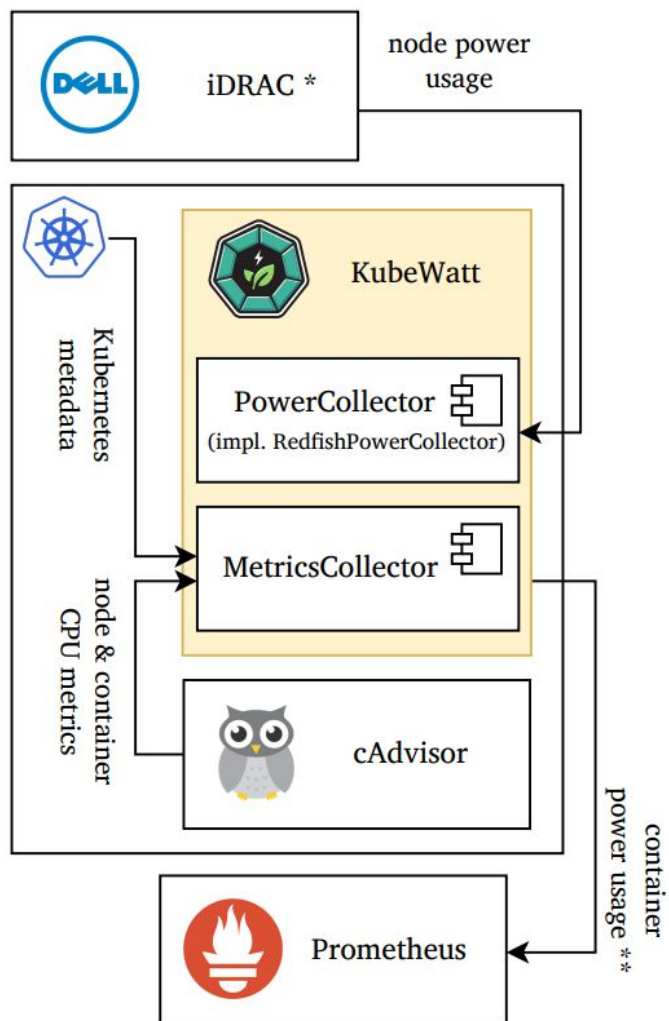 DELL
iDRAC *
node power
usage
KubeWatt
Kubernetes
metadata
PowerCollector
(impl. RedfishPowerCollector)
MetricsCollector
node & container
CPU metrics
cAdvisor
container
power usage **
Prometheus